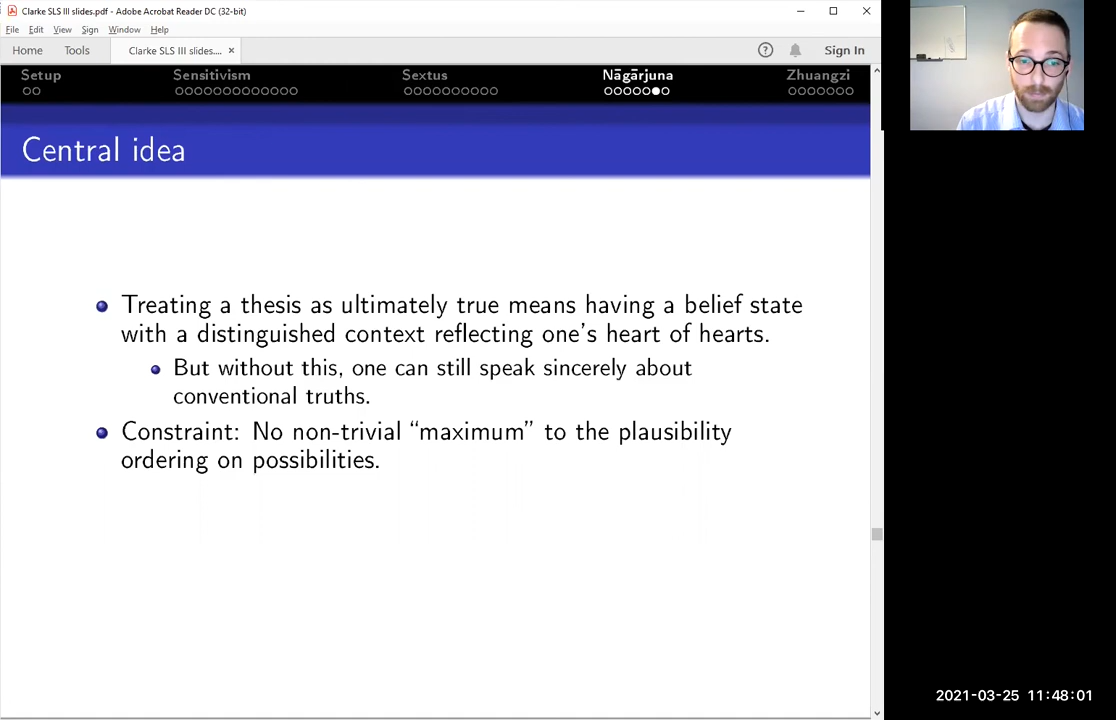 Clarke SLS III slides.pdf - Adobe Acrobat Reader DC (32-bit)
File Edit View Sign Window Help
Home Tools Clarke SLS III slides.... × Sign In
Setup Sensitivism Sextus Nāgārjuna Zhuangzi
Central idea
Treating a thesis as ultimately true means having a belief state
with a distinguished context reflecting one's heart of hearts.
But without this, one can still speak sincerely about
conventional truths.
Constraint: No non-trivial “maximum” to the plausibility
ordering on possibilities.
2021-03-25 11:48:01